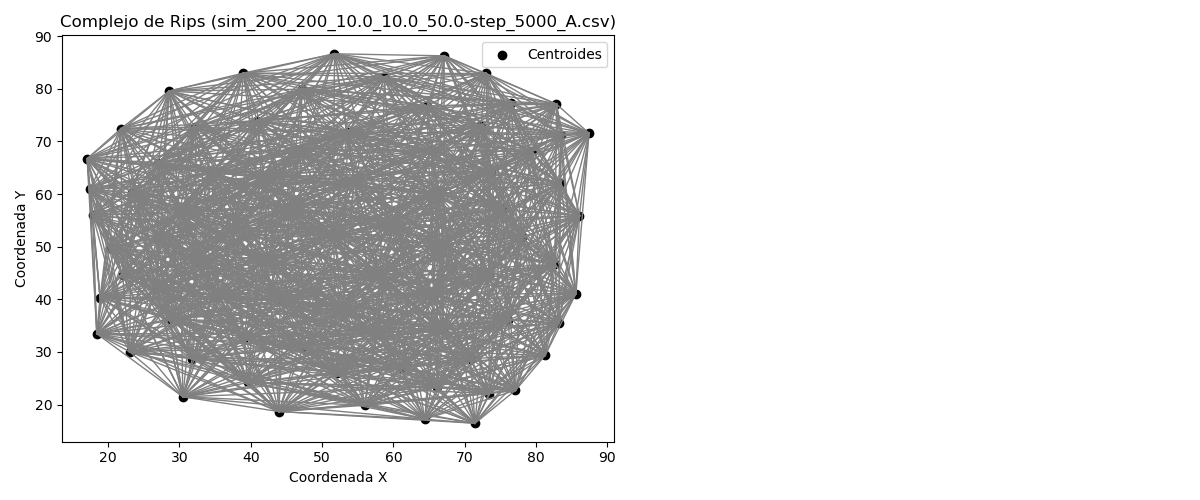 Complejo de Rips (sim_200_200_10.0_10.0_50.0-step_5000_A.csv)
90
80
70
60
50
40
30
20
Coordenada Y
Centroides
20 30 40 50 60 70 80 90
Coordenada X